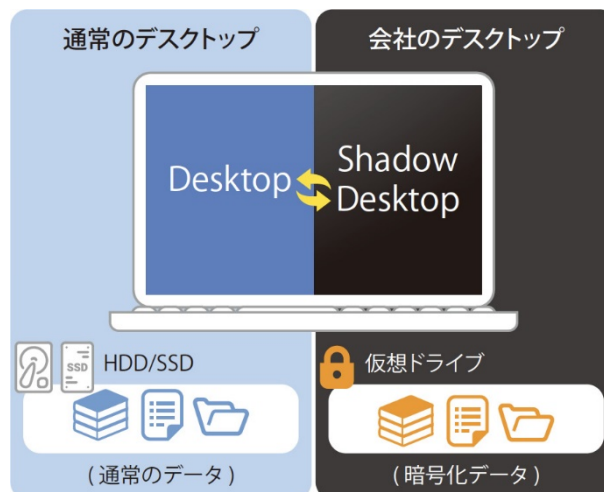 通常のデスクトップ
会社のデスクトップ
Desktop
Shadow
Desktop
SSD
HDD/SSD
仮想ドライブ
(通常のデータ)
(暗号化データ)